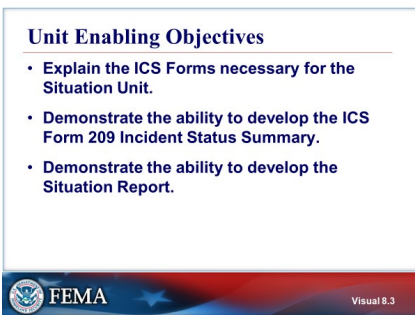 Unit Enabling Objectives
• Explain the ICS Forms necessary for the
Situation Unit.
• Demonstrate the ability to develop the ICS
Form 209 Incident Status Summary.
• Demonstrate the ability to develop the
Situation Report.
FEMA
Visual 8.3